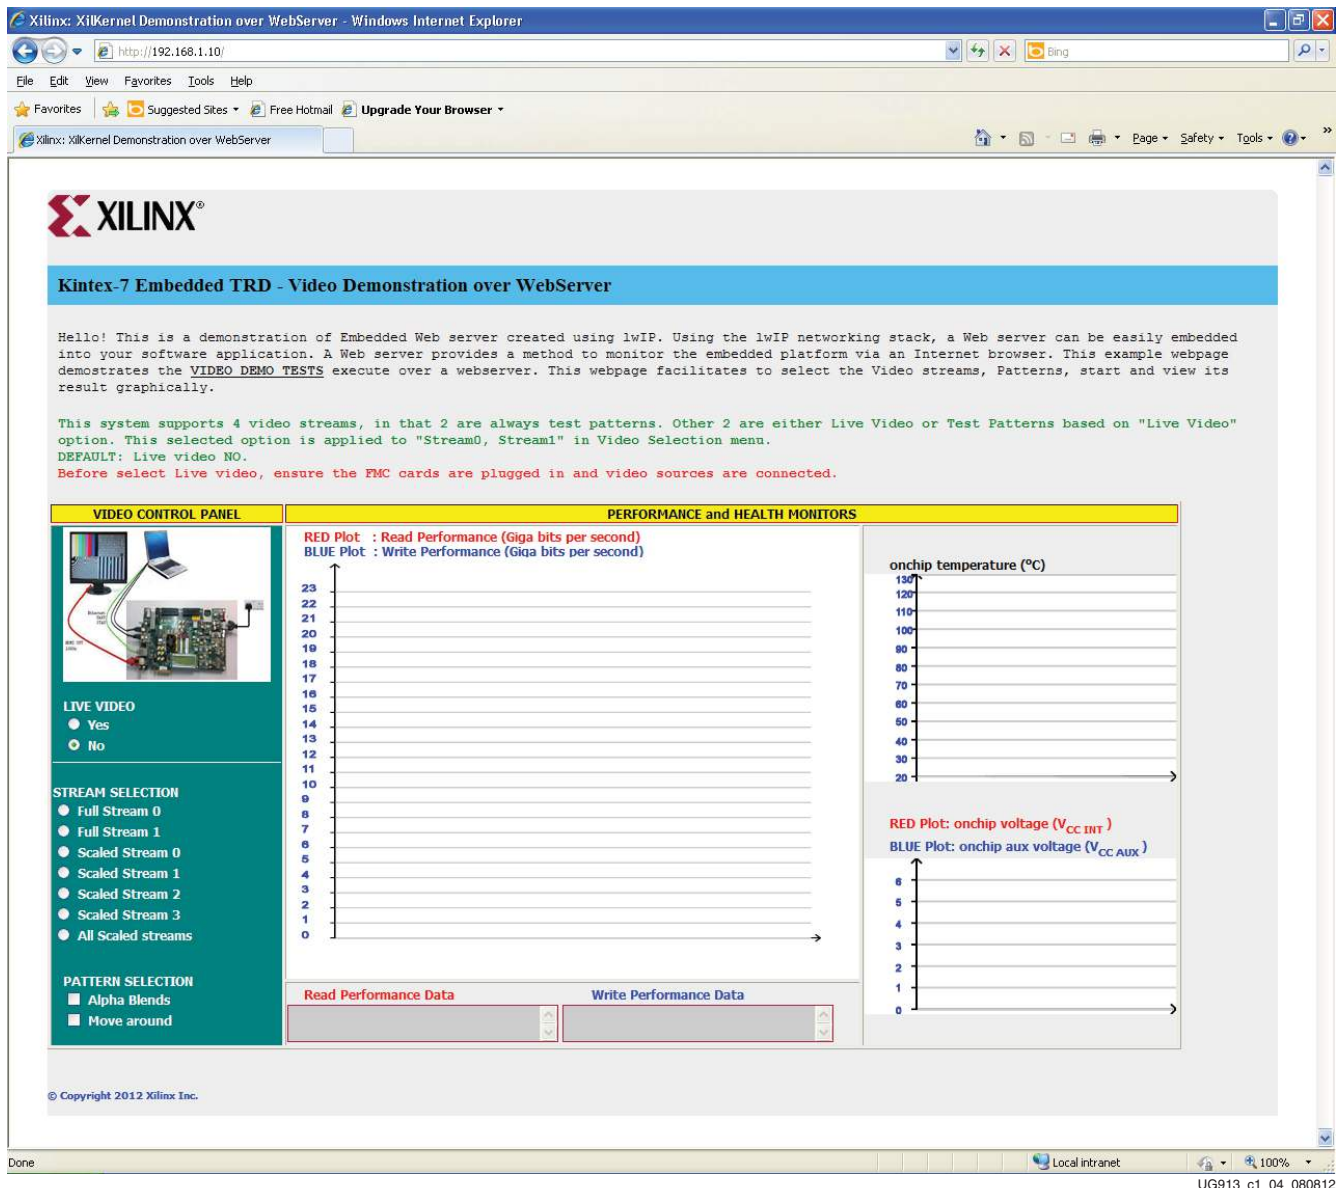 Xilinx: XilKernel Demonstration over WebServer - Windows Internet Explorer
http://192.168.1.10/
Bing
File Edit View Favorites Tools Help
Favorites Suggested Sites Free Hotmail Upgrade Your Browser
Xilinx: XilKernel Demonstration over WebServer
Page Safety Tools »
XILINX®
Kintex-7 Embedded TRD - Video Demonstration over WebServer
Hello! This is a demonstration of Embedded Web server created using lwIP. Using the lwIP networking stack, a Web server can be easily embedded
into your software application. A Web server provides a method to monitor the embedded platform via an Internet browser. This example webpage
demostrates the VIDEO DEMO TESTS execute over a webserver. This webpage facilitates to select the Video streams, Patterns, start and view its
result graphically.
This system supports 4 video streams, in that 2 are always test patterns. Other 2 are either Live Video or Test Patterns based on "Live Video"
option. This selected option is applied to "Stream0, Stream1" in Video Selection menu.
DEFAULT: Live video NO.
Before select Live video, ensure the FMC cards are plugged in and video sources are connected.
VIDEO CONTROL PANEL
LIVE VIDEO
Yes
No
STREAM SELECTION
Full Stream 0
Full Stream 1
Scaled Stream 0
Scaled Stream 1
Scaled Stream 2
Scaled Stream 3
All Scaled streams
PATTERN SELECTION
Alpha Blends
Move around
PERFORMANCE and HEALTH MONITORS
RED Plot : Read Performance (Giga bits per second)
BLUE Plot : Write Performance (Giga bits per second)
23
22
21
20
19
18
17
16
15
14
13
12
11
10
9
8
7
6
5
4
3
2
1
0
Read Performance Data Write Performance Data
onchip temperature (ºC)
130
120
110
100
90
80
70
60
50
40
30
20
RED Plot: onchip voltage (VCC INT )
BLUE Plot: onchip aux voltage (VCC AUX )
6
5
4
3
2
1
0
© Copyright 2012 Xilinx Inc.
Done Local intranet 100%
UG913_c1_04_080812